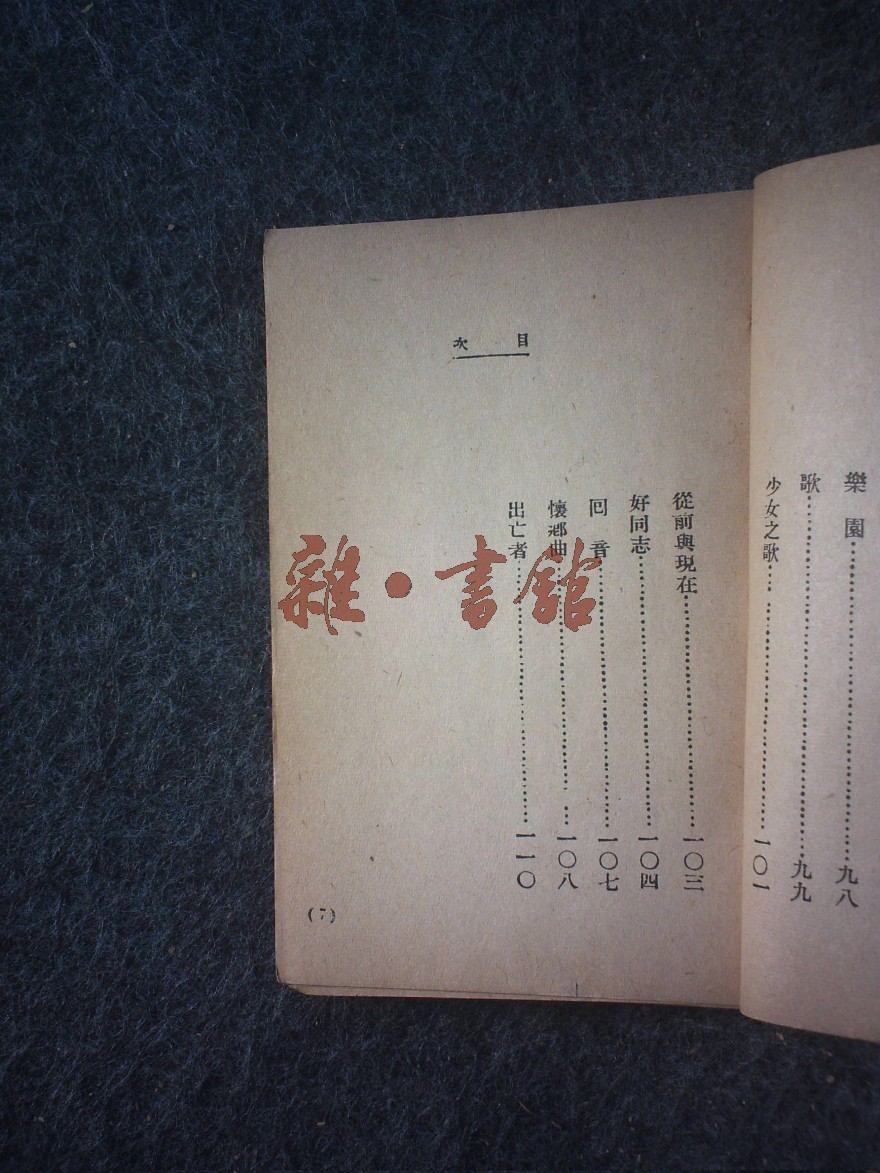 樂園……九八
歌……九九
少女之歌……一〇一
目次
從前與現在……一〇三
好同志……一〇四
回音……一〇七
懷鄉曲……一〇八
出亡者……一一〇
(7)
雜·書館